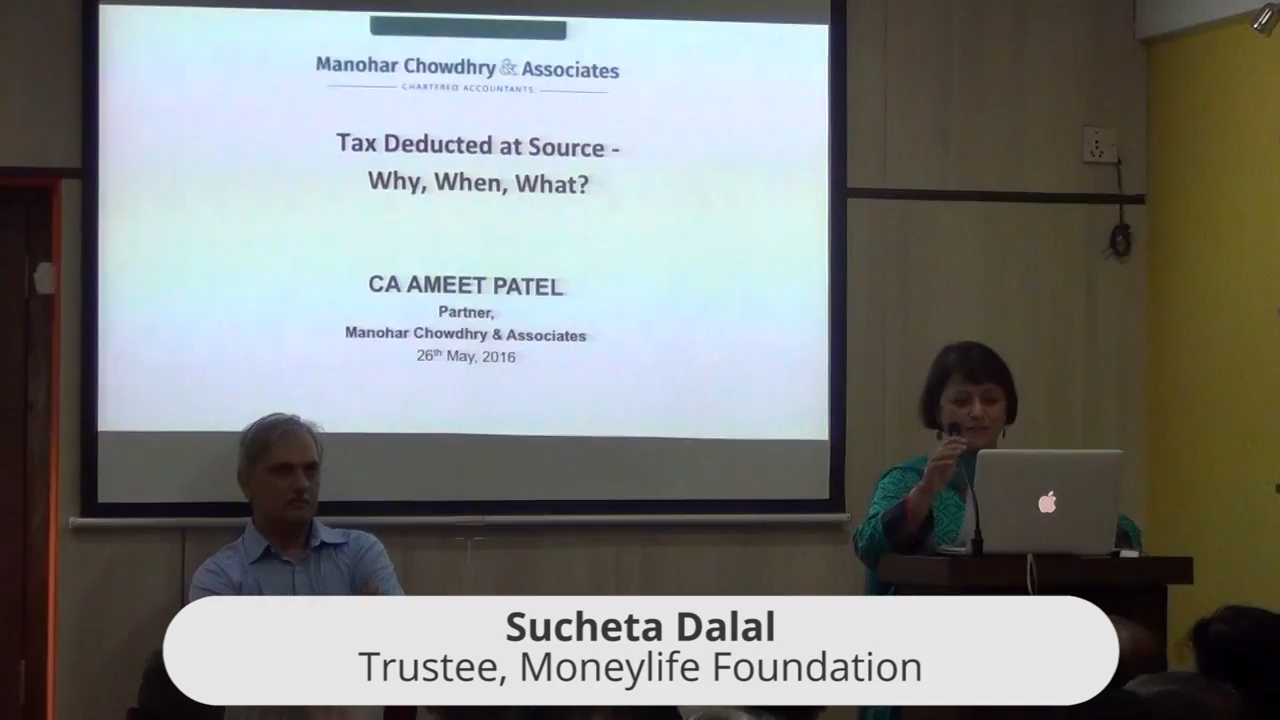 Manohar Chowdhry & Associates
CHARTERED ACCOUNTANTS
Tax Deducted at Source -
Why, When, What?
CA AMEET PATEL
Partner,
Manohar Chowdhry & Associates
26th May, 2016
Sucheta Dalal
Trustee, Moneylife Foundation